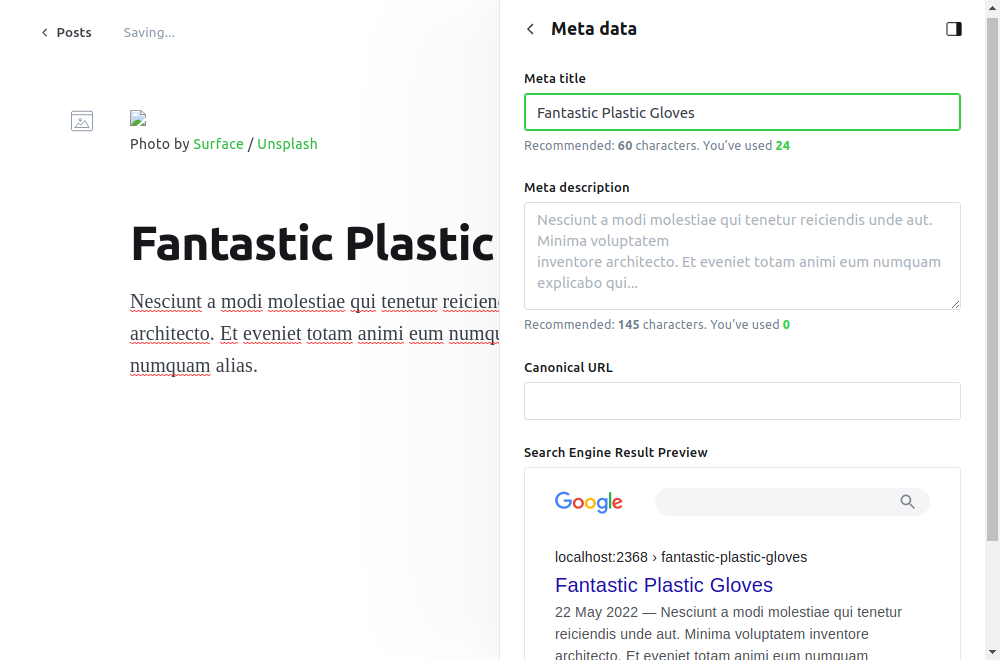 Posts
Saving...
Photo by Surface / Unsplash
Fantastic Plastic
Nesciunt a modi molestiae qui tenetur
architecto. Et eveniet totam animi eum
numquam alias.
Meta data
Meta title
Fantastic Plastic Gloves
Recommended: 60 characters. You’ve used 24
Meta description
Nesciunt a modi molestiae qui tenetur reiciendis unde aut.
Minima voluptatem
inventore architecto. Et eveniet totam animi eum numquam
explicabo qui...
Recommended: 145 characters. You’ve used 0
Canonical URL
Search Engine Result Preview
Google
localhost:2368 › fantastic-plastic-gloves
Fantastic Plastic Gloves
22 May 2022 — Nesciunt a modi molestiae qui tenetur
reiciendis unde aut. Minima voluptatem inventore
architecto. Et eveniet totam animi eum numquam